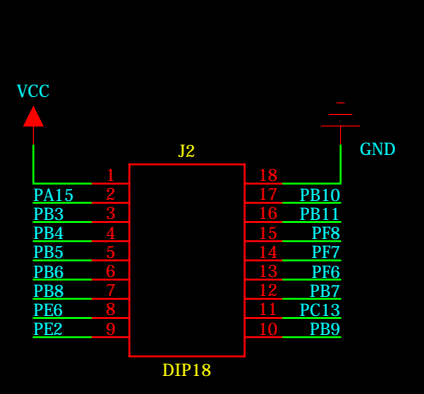 VCC
J2
GND
1 18
PA15 2 17 PB10
PB3 3 16 PB11
PB4 4 15 PF8
PB5 5 14 PF7
PB6 6 13 PF6
PB8 7 12 PB7
PE6 8 11 PC13
PE2 9 10 PB9
DIP18